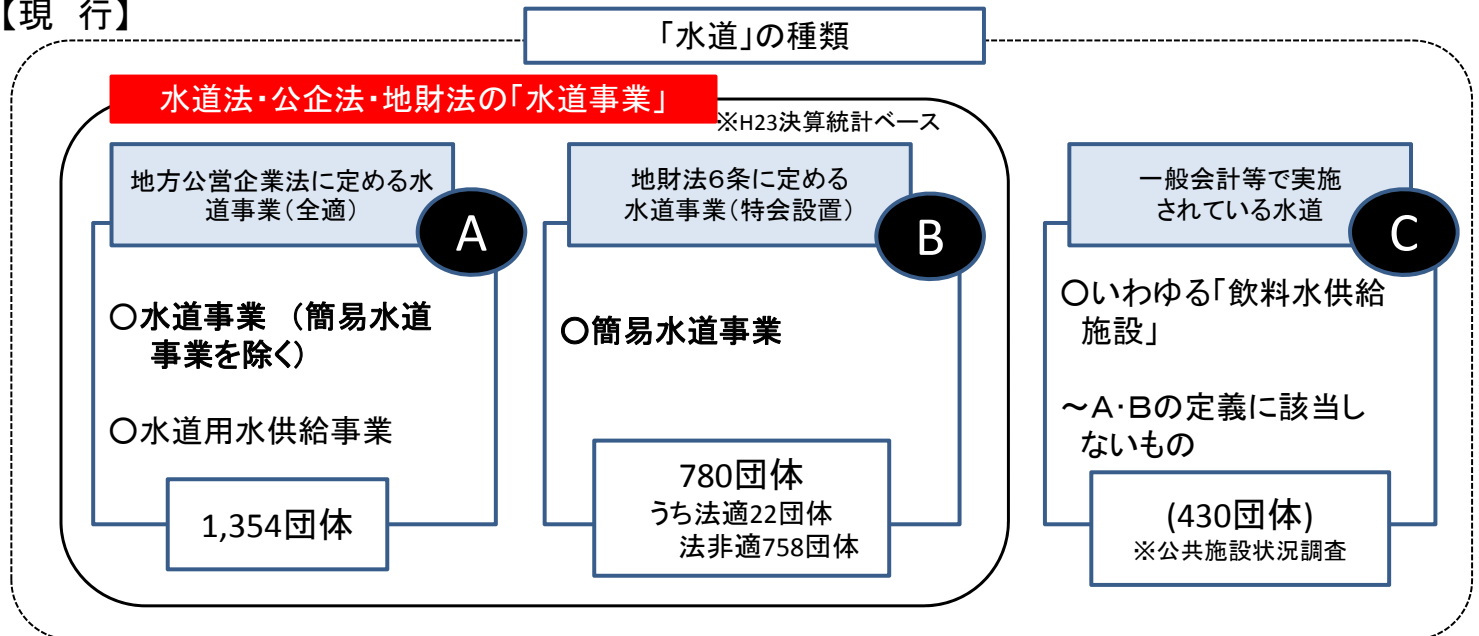 【現　行】
「水道」の種類
水道法・公企法・地財法の「水道事業」
※H23決算統計ベース
地方公営企業法に定める水
道事業(全適)
A
〇水道事業　(簡易水道
事業を除く)
〇水道用水供給事業
1,354団体
地財法６条に定める
水道事業(特会設置)
B
〇簡易水道事業
780団体
うち法適22団体
法非適758団体
一般会計等で実施
されている水道
C
〇いわゆる「飲料水供給
施設」
～Ａ・Ｂの定義に該当し
ないもの
(430団体)
※公共施設状況調査